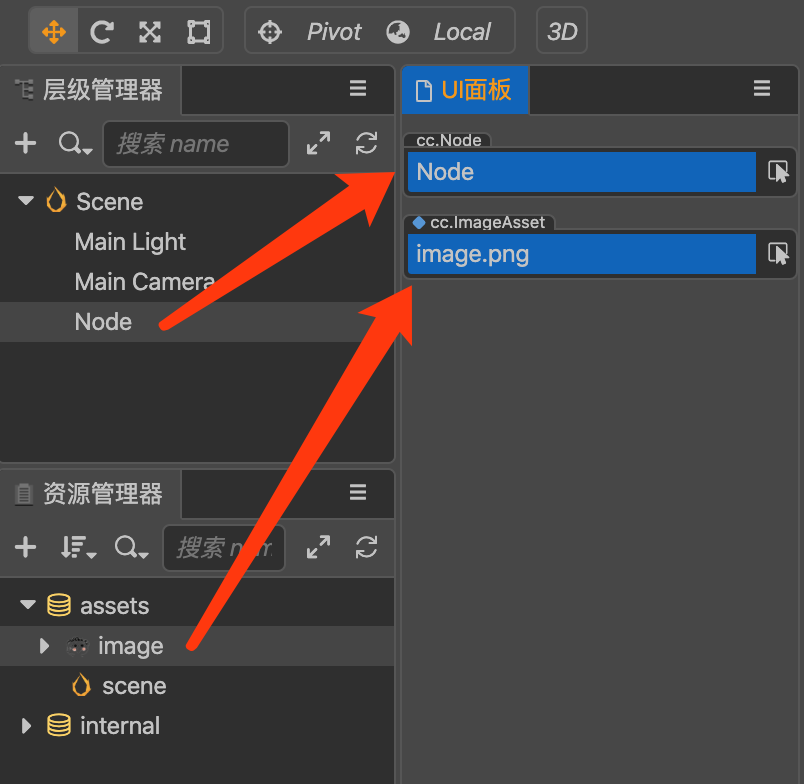 Pivot Local 3D
层级管理器
搜索 name
Scene
Main Light
Main Camera
Node
资源管理器
搜索
assets
image
scene
internal
UI面板
cc.Node
Node
cc.ImageAsset
image.png